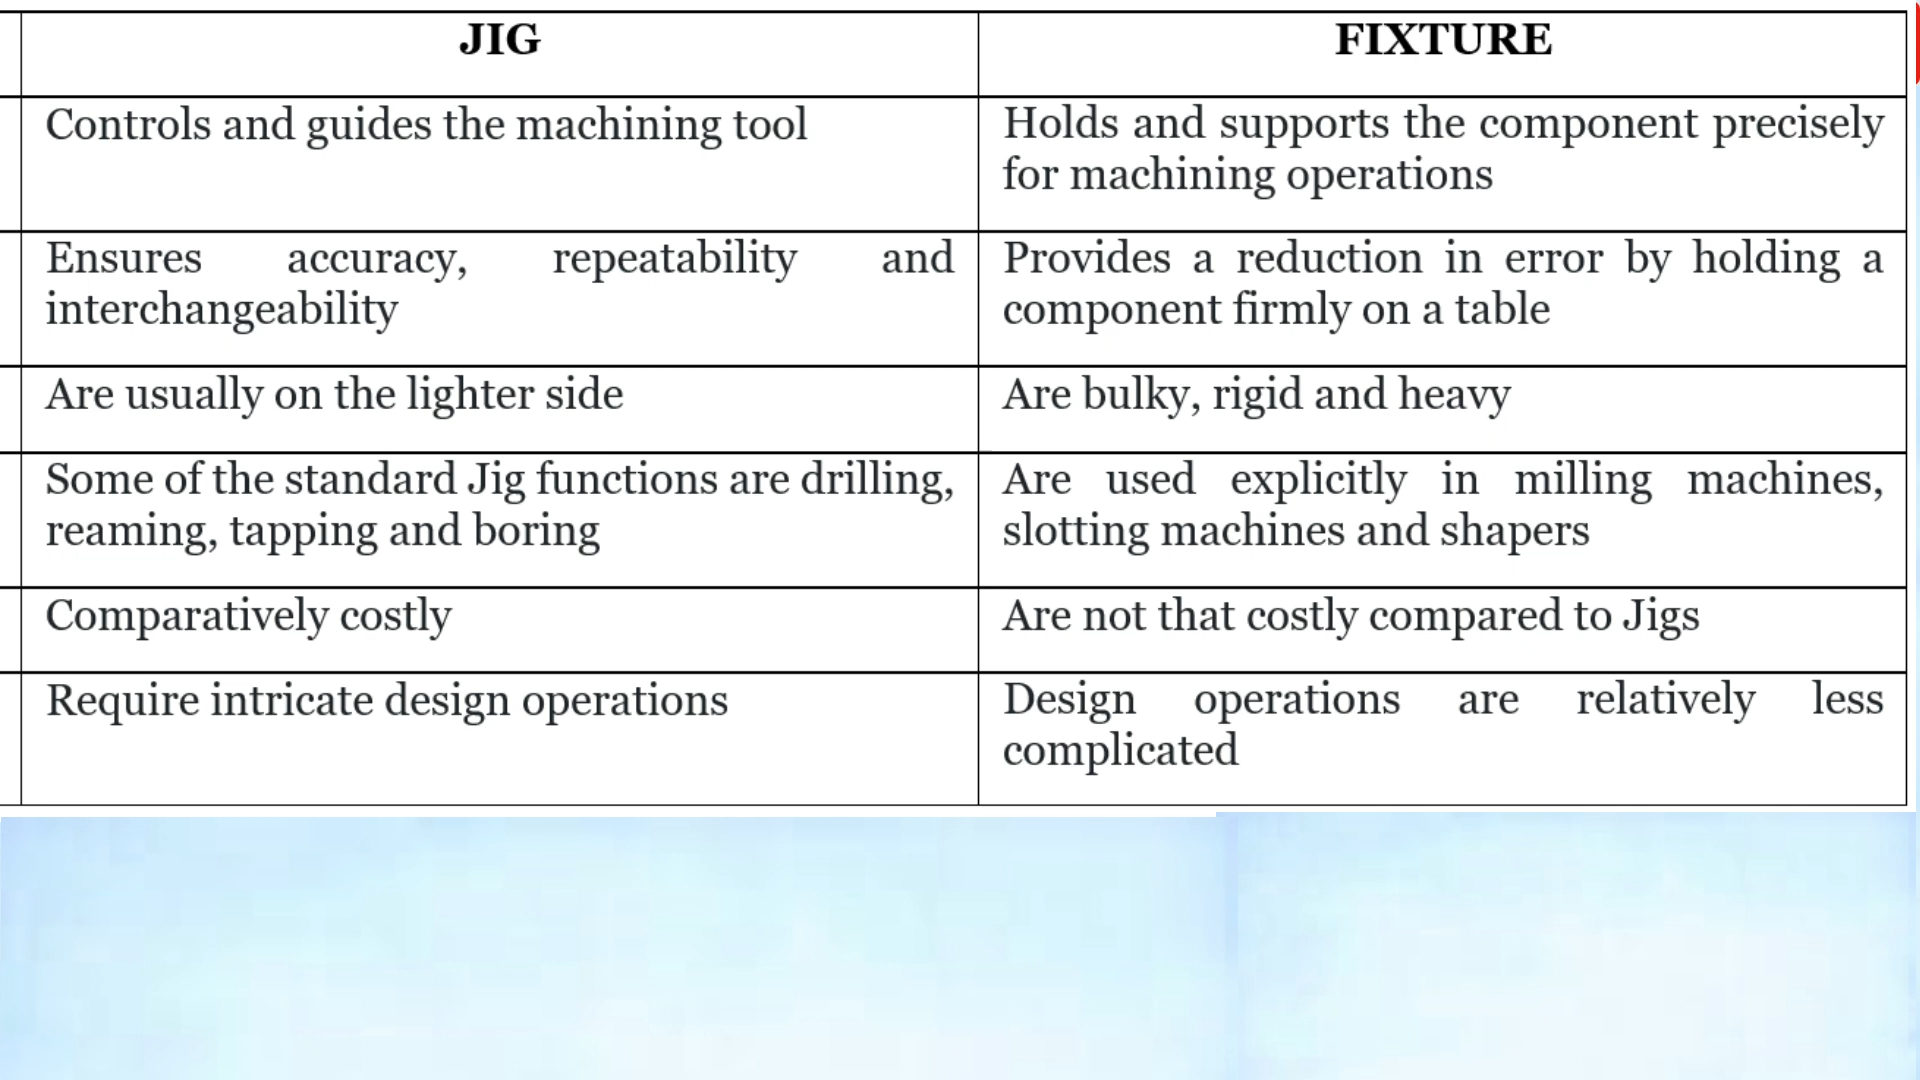 JIG
FIXTURE
Controls and guides the machining tool
Holds and supports the component precisely
for machining operations
Ensures accuracy, repeatability and
interchangeability
Provides a reduction in error by holding a
component firmly on a table
Are usually on the lighter side
Are bulky, rigid and heavy
Some of the standard Jig functions are drilling,
reaming, tapping and boring
Are used explicitly in milling machines,
slotting machines and shapers
Comparatively costly
Are not that costly compared to Jigs
Require intricate design operations
Design operations are relatively less
complicated